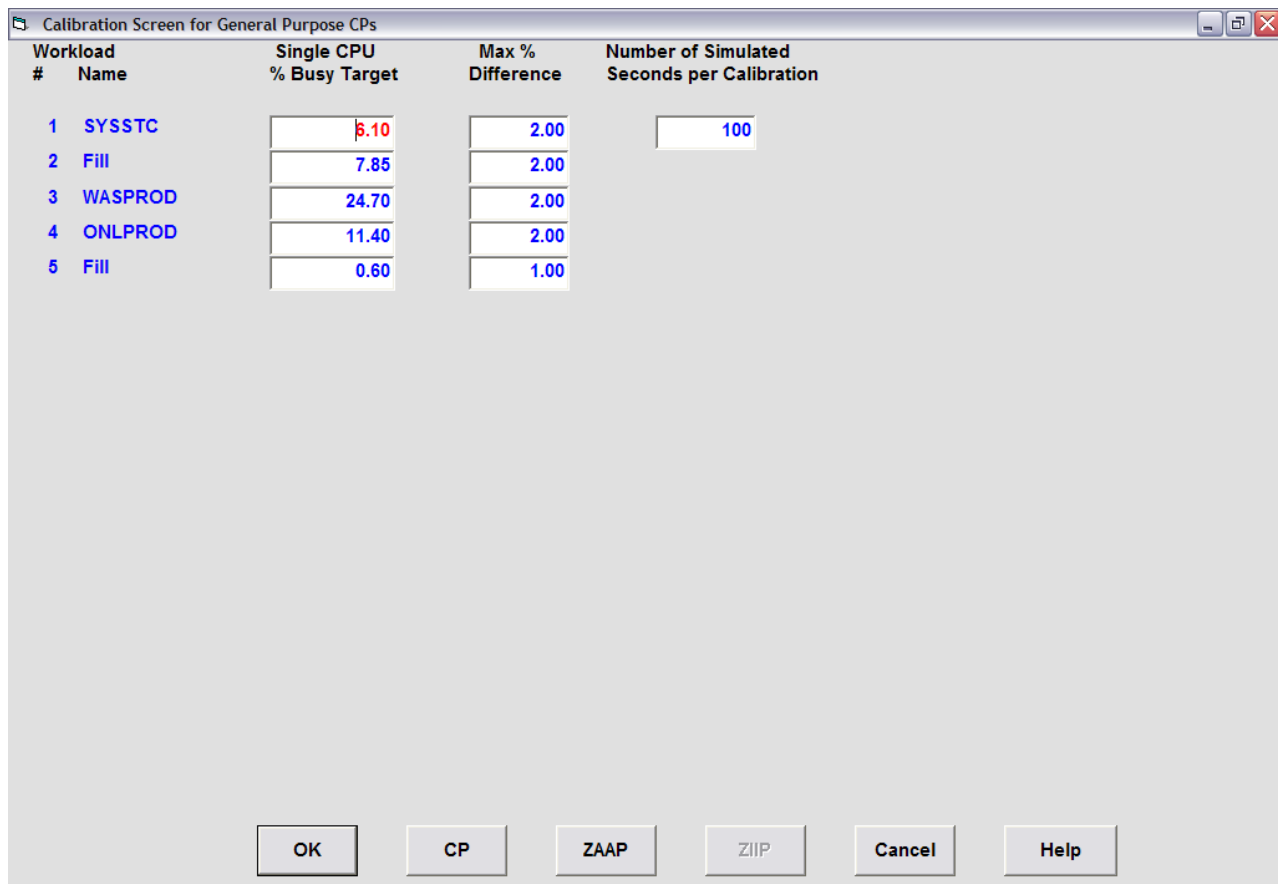 Calibration Screen for General Purpose CPs
Workload Single CPU Max % Number of Simulated
# Name % Busy Target Difference Seconds per Calibration
1 SYSSTC 6.10 2.00 100
2 Fill 7.85 2.00
3 WASPROD 24.70 2.00
4 ONLPROD 11.40 2.00
5 Fill 0.60 1.00
OK CP ZAAP ZIIP Cancel Help